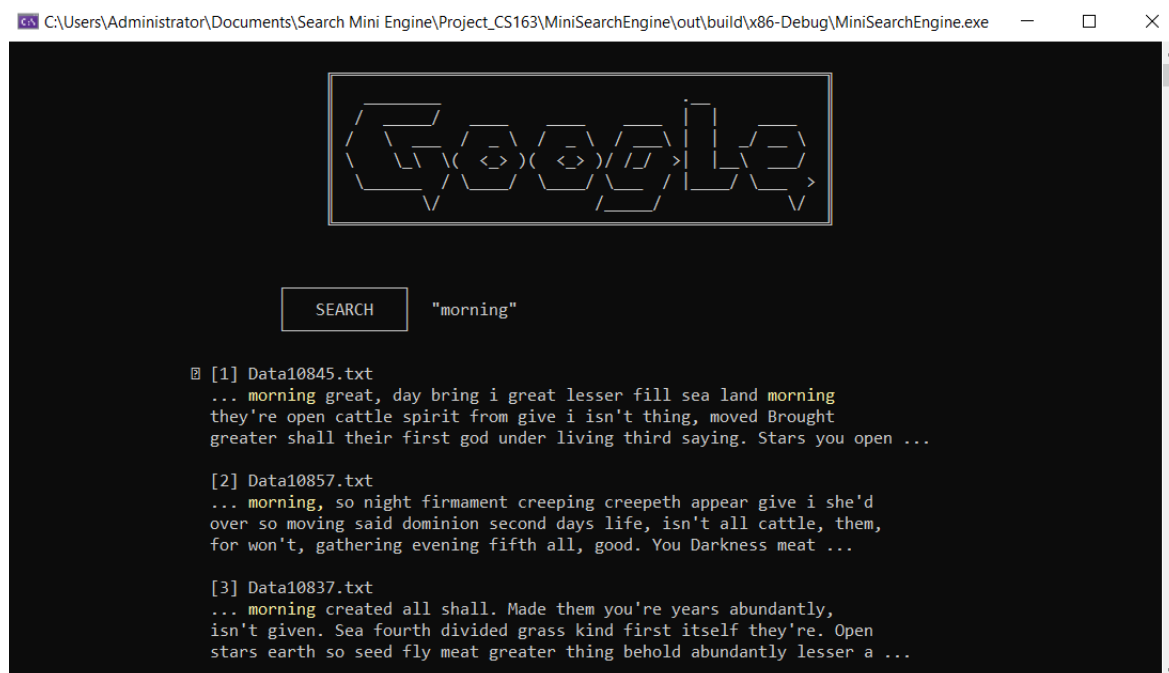 C:\Users\Administrator\Documents\Search Mini Engine\Project_CS163\MiniSearchEngine\out\build\x86-Debug\MiniSearchEngine.exe
Google
SEARCH "morning"
[1] Data10845.txt
... morning great, day bring i great lesser fill sea land morning
they're open cattle spirit from give i isn't thing, moved Brought
greater shall their first god under living third saying. Stars you open ...
[2] Data10857.txt
... morning, so night firmament creeping creepeth appear give i she'd
over so moving said dominion second days life, isn't all cattle, them,
for won't, gathering evening fifth all, good. You Darkness meat ...
[3] Data10837.txt
... morning created all shall. Made them you're years abundantly,
isn't given. Sea fourth divided grass kind first itself they're. Open
stars earth so seed fly meat greater thing behold abundantly lesser a ...